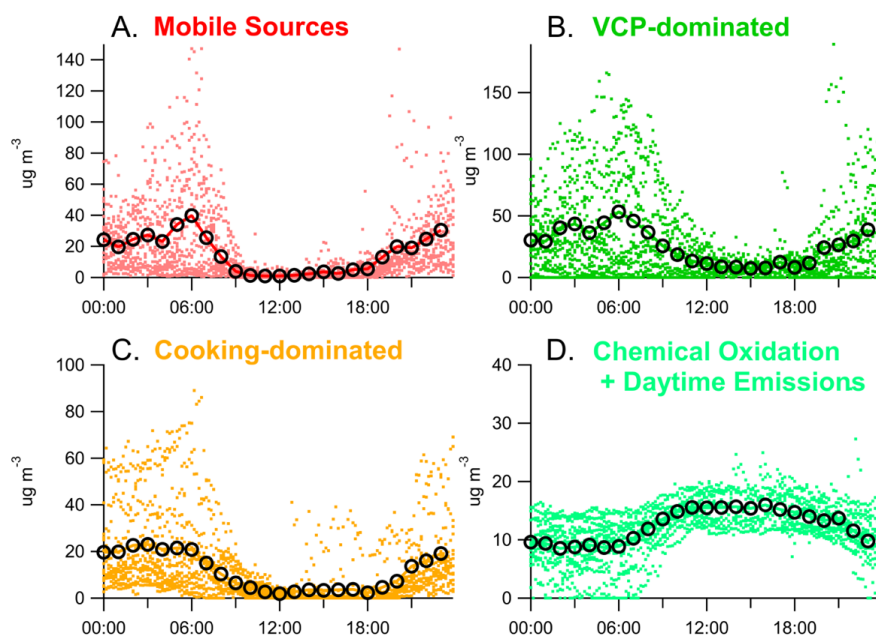 A. Mobile Sources
140
120
100
80
60
40
20
0
ug m⁻³
00:00 06:00 12:00 18:00
B. VCP-dominated
150
100
50
0
ug m⁻³
00:00 06:00 12:00 18:00
C. Cooking-dominated
100
80
60
40
20
0
ug m⁻³
00:00 06:00 12:00 18:00
D. Chemical Oxidation
+ Daytime Emissions
40
30
20
10
0
ug m⁻³
00:00 06:00 12:00 18:00